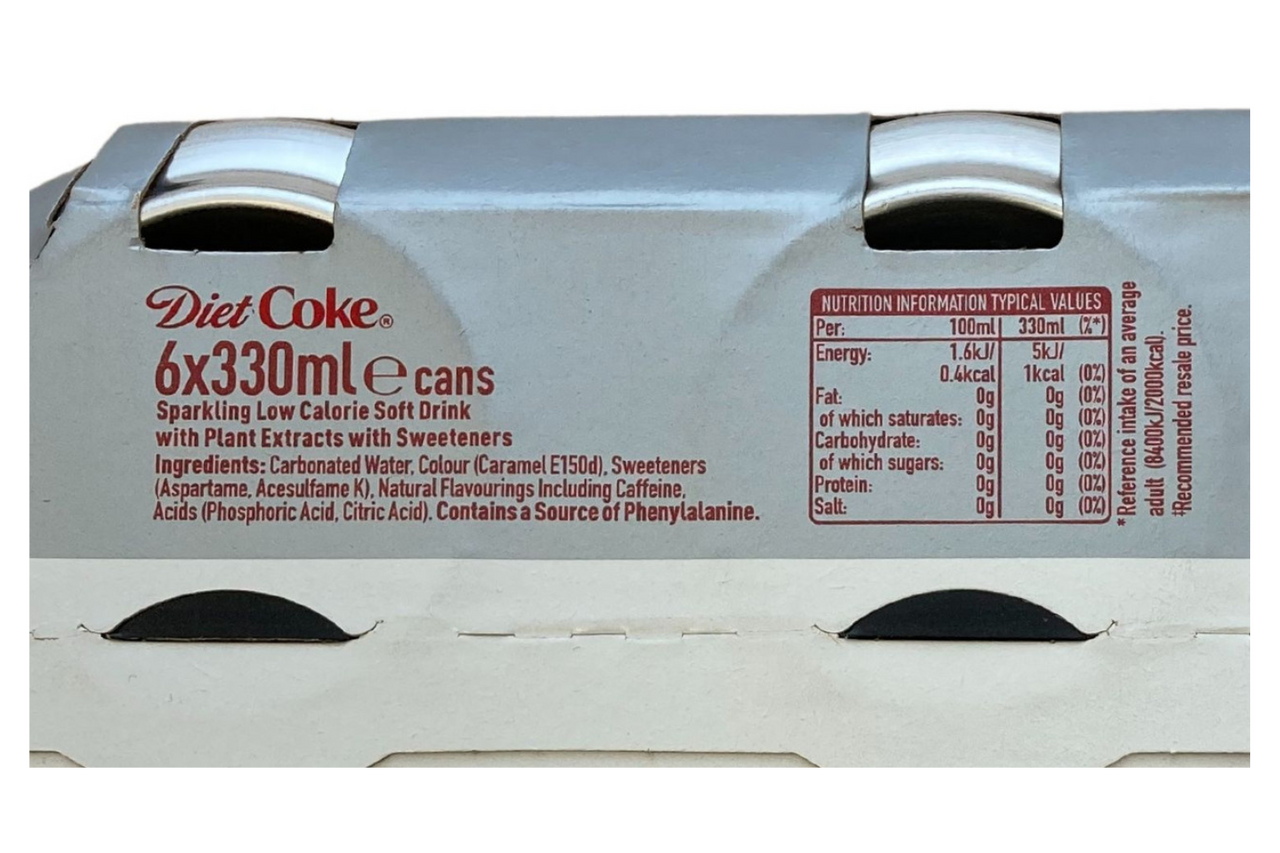 Diet Coke®
6x330ml ℮ cans
Sparkling Low Calorie Soft Drink
with Plant Extracts with Sweeteners
Ingredients: Carbonated Water, Colour (Caramel E150d), Sweeteners
(Aspartame, Acesulfame K), Natural Flavourings Including Caffeine,
Acids (Phosphoric Acid, Citric Acid). Contains a Source of Phenylalanine.
NUTRITION INFORMATION TYPICAL VALUES
Per: 100ml 330ml (%*)
Energy: 1.6kJ/ 5kJ/
0.4kcal 1kcal (0%)
Fat: 0g 0g (0%)
of which saturates: 0g 0g (0%)
Carbohydrate: 0g 0g (0%)
of which sugars: 0g 0g (0%)
Protein: 0g 0g (0%)
Salt: 0g 0g (0%)
*Reference intake of an average
adult (8400kJ/2000kcal).
‡Recommended resale price.